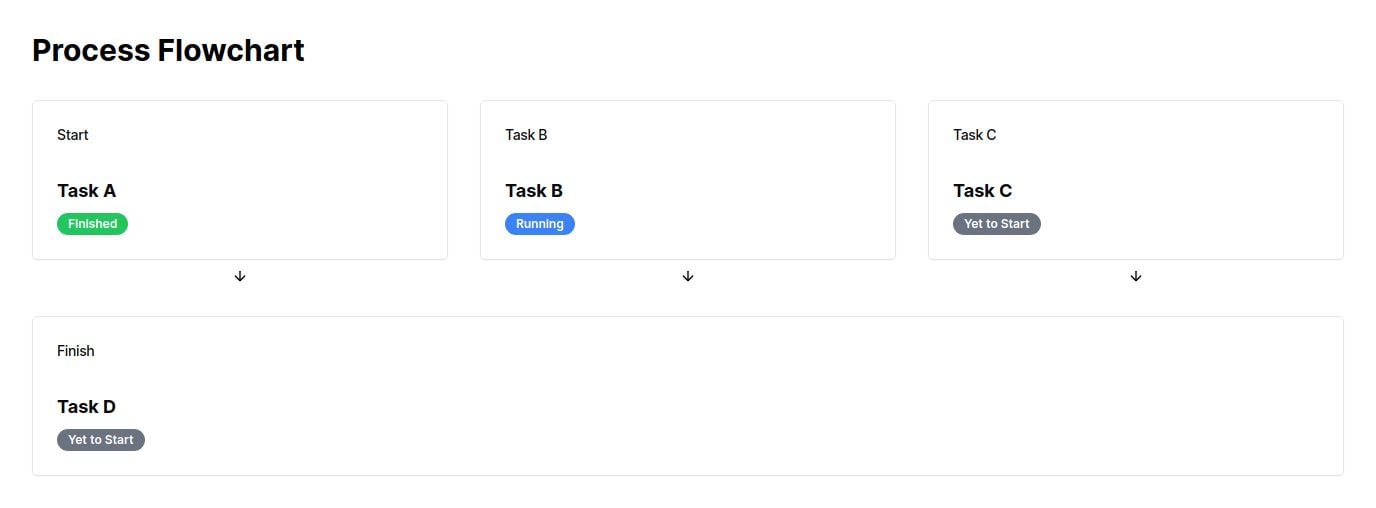 Process Flowchart
Start
Task A
Finished
Task B
Task B
Running
Task C
Task C
Yet to Start
Finish
Task D
Yet to Start